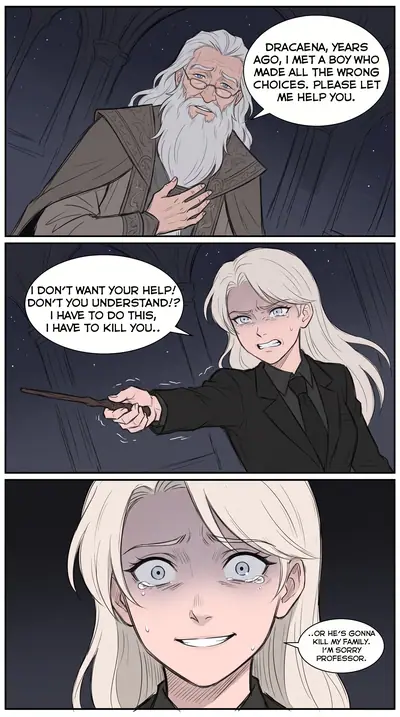 DRACAENA, YEARS
AGO, I MET A BOY WHO
MADE ALL THE WRONG
CHOICES. PLEASE LET
ME HELP YOU.
I DON'T WANT YOUR HELP!
DON'T YOU UNDERSTAND!?
I HAVE TO DO THIS,
I HAVE TO KILL YOU..
..OR HE'S GONNA
KILL MY FAMILY.
I'M SORRY
PROFESSOR.